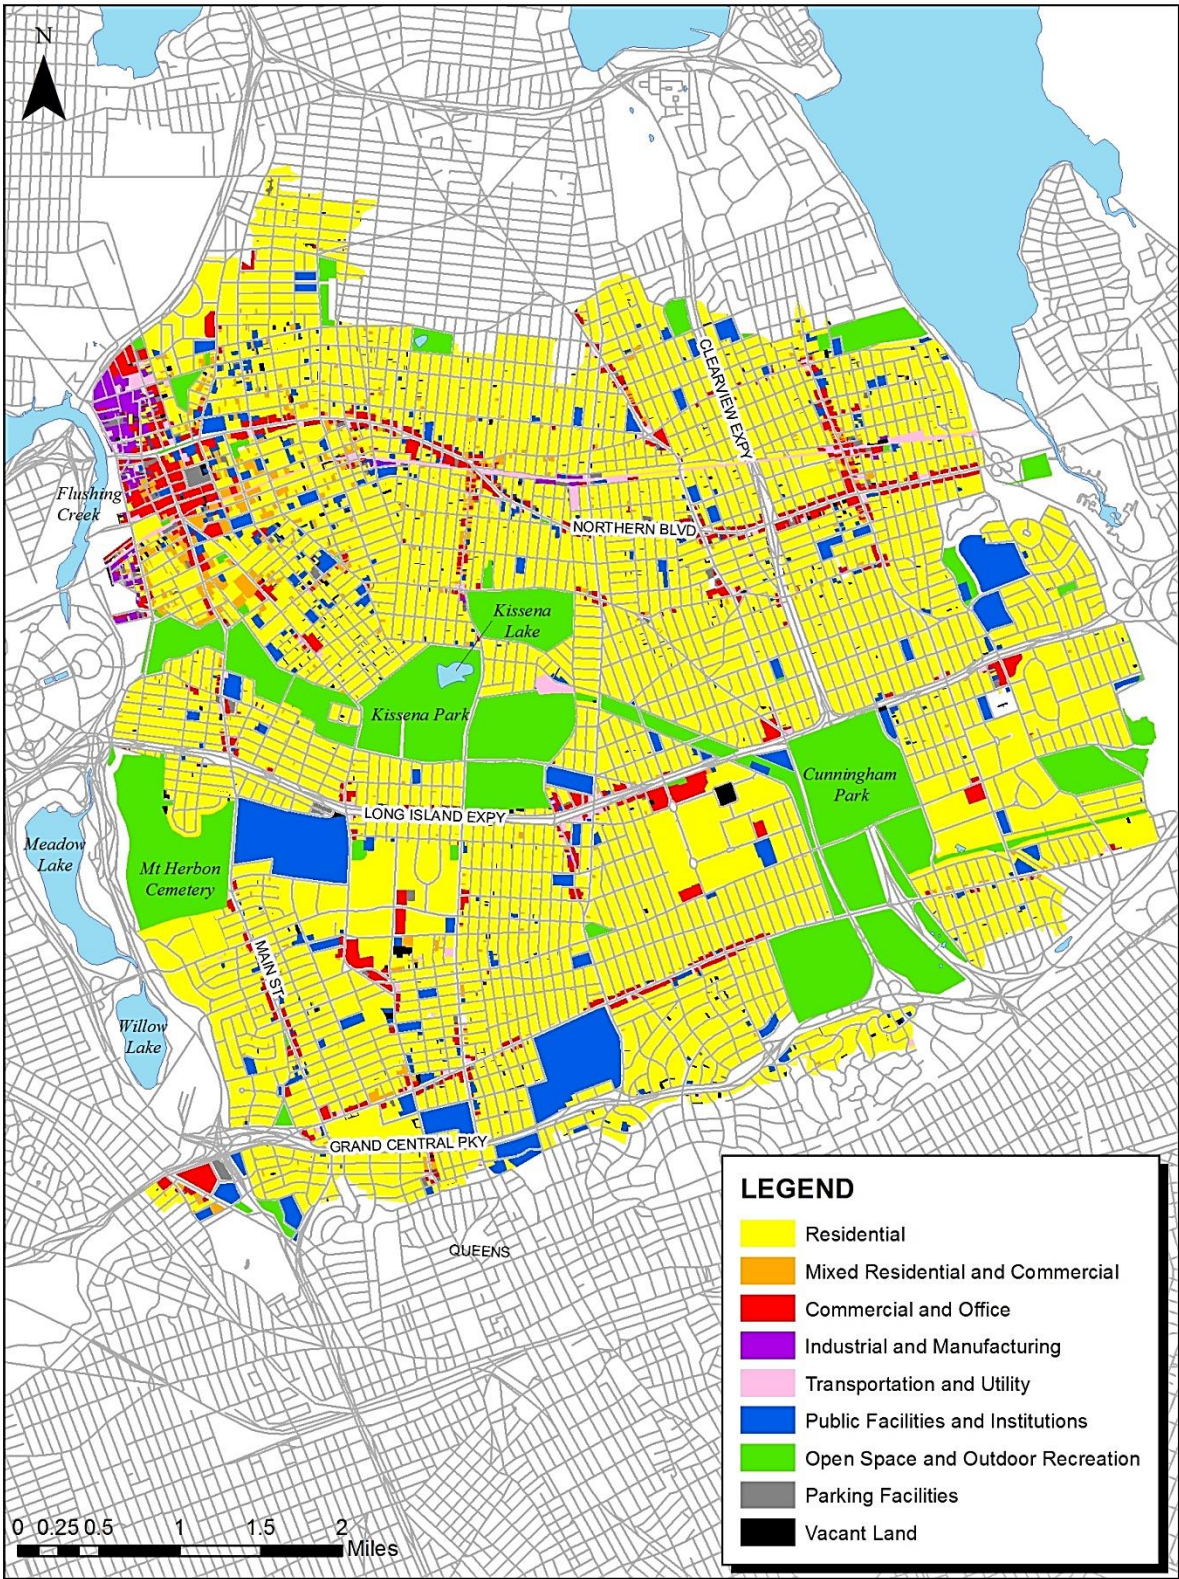 N
CLEARVIEW EXPY
Flushing
Creek
NORTHERN BLVD
Kissena
Lake
Kissena Park
Cunningham
Park
LONG ISLAND EXPY
Meadow
Lake
Mt Herbon
Cemetery
MAIN ST
Willow
Lake
GRAND CENTRAL PKY
QUEENS
LEGEND
Residential
Mixed Residential and Commercial
Commercial and Office
Industrial and Manufacturing
Transportation and Utility
Public Facilities and Institutions
Open Space and Outdoor Recreation
Parking Facilities
Vacant Land
0 0.25 0.5 1 1.5 2
Miles